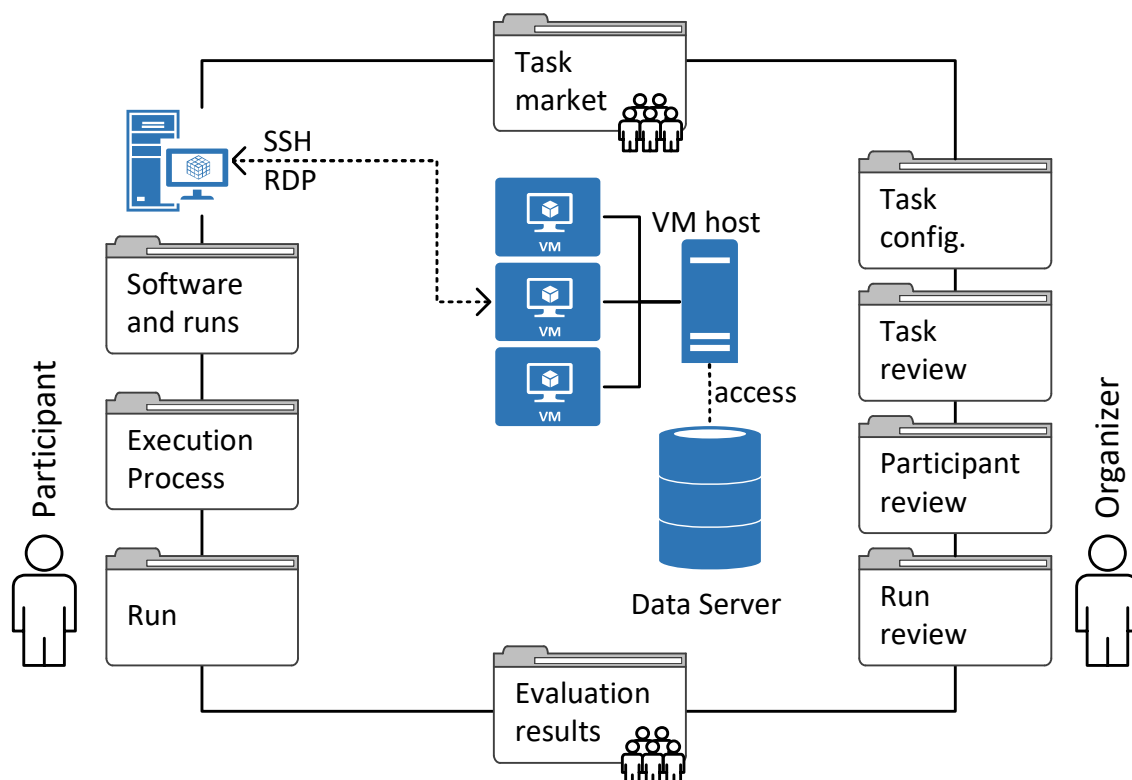 Task
market
SSH
RDP
VM
VM
VM
VM host
access
Data Server
Software
and runs
Execution
Process
Run
Participant
Task
config.
Task
review
Participant
review
Run
review
Organizer
Evaluation
results